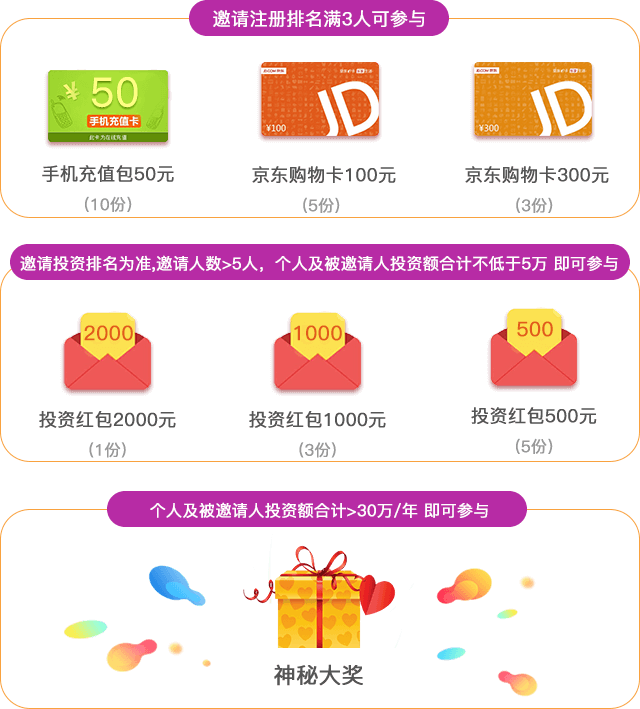 邀请注册排名满3人可参与
¥ 50
手机充值卡
此卡为在线充值
JD
¥100
JD
¥300
手机充值包50元
京东购物卡100元
京东购物卡300元
(10份)
(5份)
(3份)
邀请投资排名为准,邀请人数>5人，个人及被邀请人投资额合计不低于5万 即可参与
2000
1000
500
投资红包2000元
投资红包1000元
投资红包500元
(1份)
(3份)
(5份)
个人及被邀请人投资额合计>30万/年 即可参与
神秘大奖